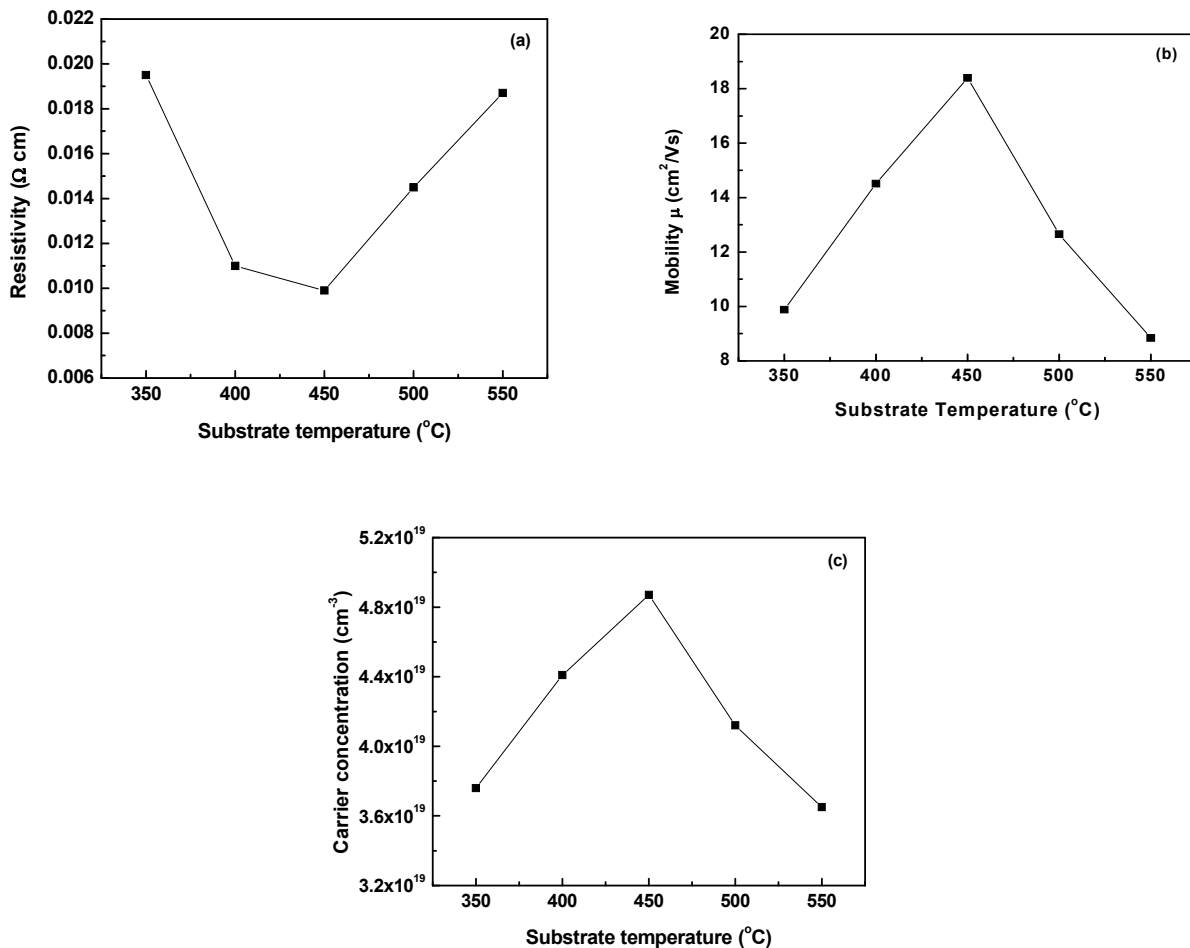 (a)
Resistivity (Ω cm)
0.022
0.020
0.018
0.016
0.014
0.012
0.010
0.008
0.006
350 400 450 500 550
Substrate temperature (°C)
(b)
Mobility μ (cm²/Vs)
20
18
16
14
12
10
8
350 400 450 500 550
Substrate Temperature (°C)
(c)
Carrier concentration (cm⁻³)
5.2x10¹⁹
4.8x10¹⁹
4.4x10¹⁹
4.0x10¹⁹
3.6x10¹⁹
3.2x10¹⁹
350 400 450 500 550
Substrate temperature (°C)